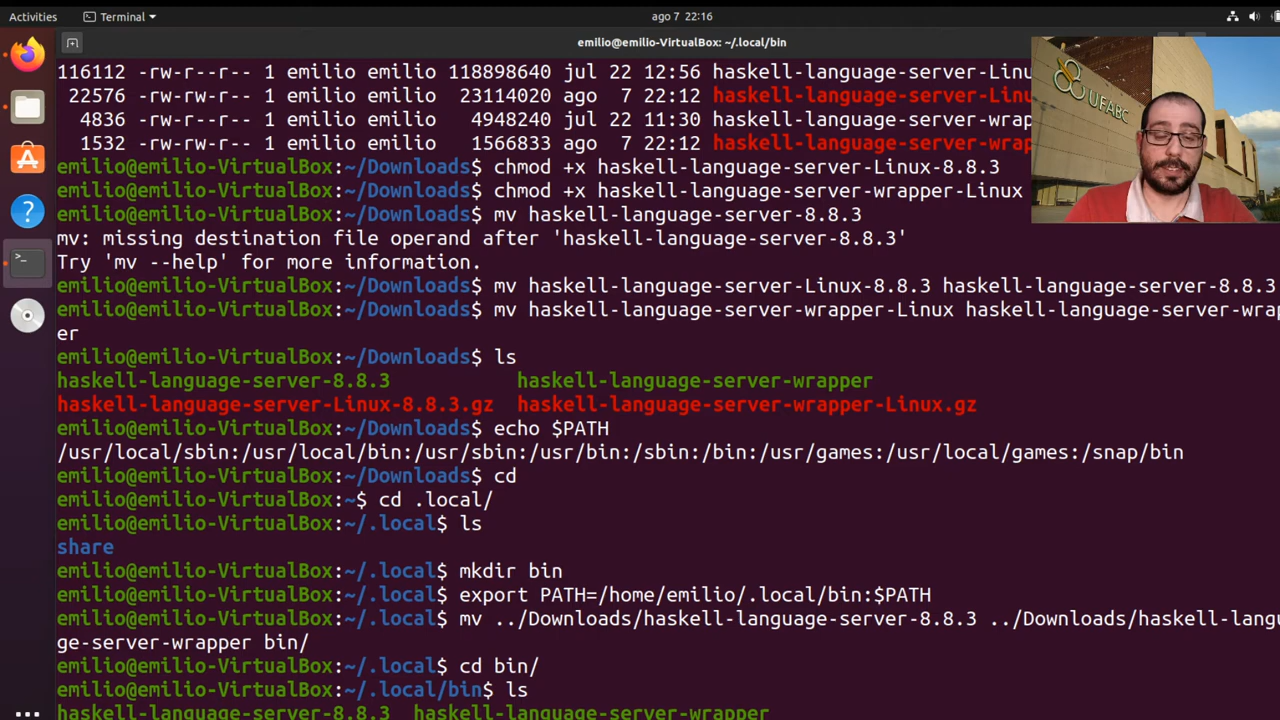 Activities Terminal ago 7 22:16
emilio@emilio-VirtualBox: ~/.local/bin
116112 -rw-r--r-- 1 emilio emilio 118898640 jul 22 12:56 haskell-language-server-Linu
22576 -rw-rw-r-- 1 emilio emilio 23114020 ago 7 22:12 haskell-language-server-Linu
4836 -rw-r--r-- 1 emilio emilio 4948240 jul 22 11:30 haskell-language-server-wrap
1532 -rw-rw-r-- 1 emilio emilio 1566833 ago 7 22:12 haskell-language-server-wrap
UFABC
emilio@emilio-VirtualBox:~/Downloads$ chmod +x haskell-language-server-Linux-8.8.3
emilio@emilio-VirtualBox:~/Downloads$ chmod +x haskell-language-server-wrapper-Linux
emilio@emilio-VirtualBox:~/Downloads$ mv haskell-language-server-8.8.3
mv: missing destination file operand after 'haskell-language-server-8.8.3'
Try 'mv --help' for more information.
emilio@emilio-VirtualBox:~/Downloads$ mv haskell-language-server-Linux-8.8.3 haskell-language-server-8.8.3
emilio@emilio-VirtualBox:~/Downloads$ mv haskell-language-server-wrapper-Linux haskell-language-server-wrap
er
emilio@emilio-VirtualBox:~/Downloads$ ls
haskell-language-server-8.8.3 haskell-language-server-wrapper
haskell-language-server-Linux-8.8.3.gz haskell-language-server-wrapper-Linux.gz
emilio@emilio-VirtualBox:~/Downloads$ echo $PATH
/usr/local/sbin:/usr/local/bin:/usr/sbin:/usr/bin:/sbin:/bin:/usr/games:/usr/local/games:/snap/bin
emilio@emilio-VirtualBox:~/Downloads$ cd
emilio@emilio-VirtualBox:~$ cd .local/
emilio@emilio-VirtualBox:~/.local$ ls
share
emilio@emilio-VirtualBox:~/.local$ mkdir bin
emilio@emilio-VirtualBox:~/.local$ export PATH=/home/emilio/.local/bin:$PATH
emilio@emilio-VirtualBox:~/.local$ mv ../Downloads/haskell-language-server-8.8.3 ../Downloads/haskell-langu
ge-server-wrapper bin/
emilio@emilio-VirtualBox:~/.local$ cd bin/
emilio@emilio-VirtualBox:~/.local/bin$ ls
haskell-language-server-8.8.3 haskell-language-server-wrapper